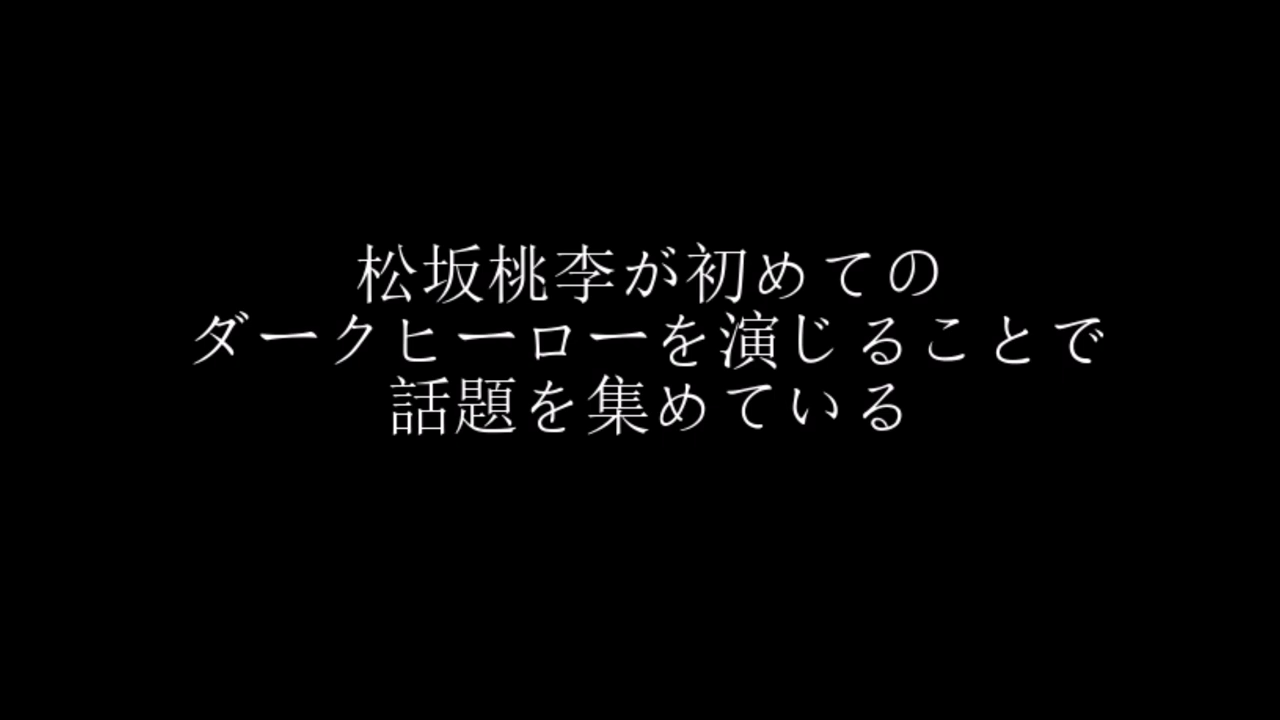 松坂桃李が初めての
ダークヒーローを演じることで
話題を集めている